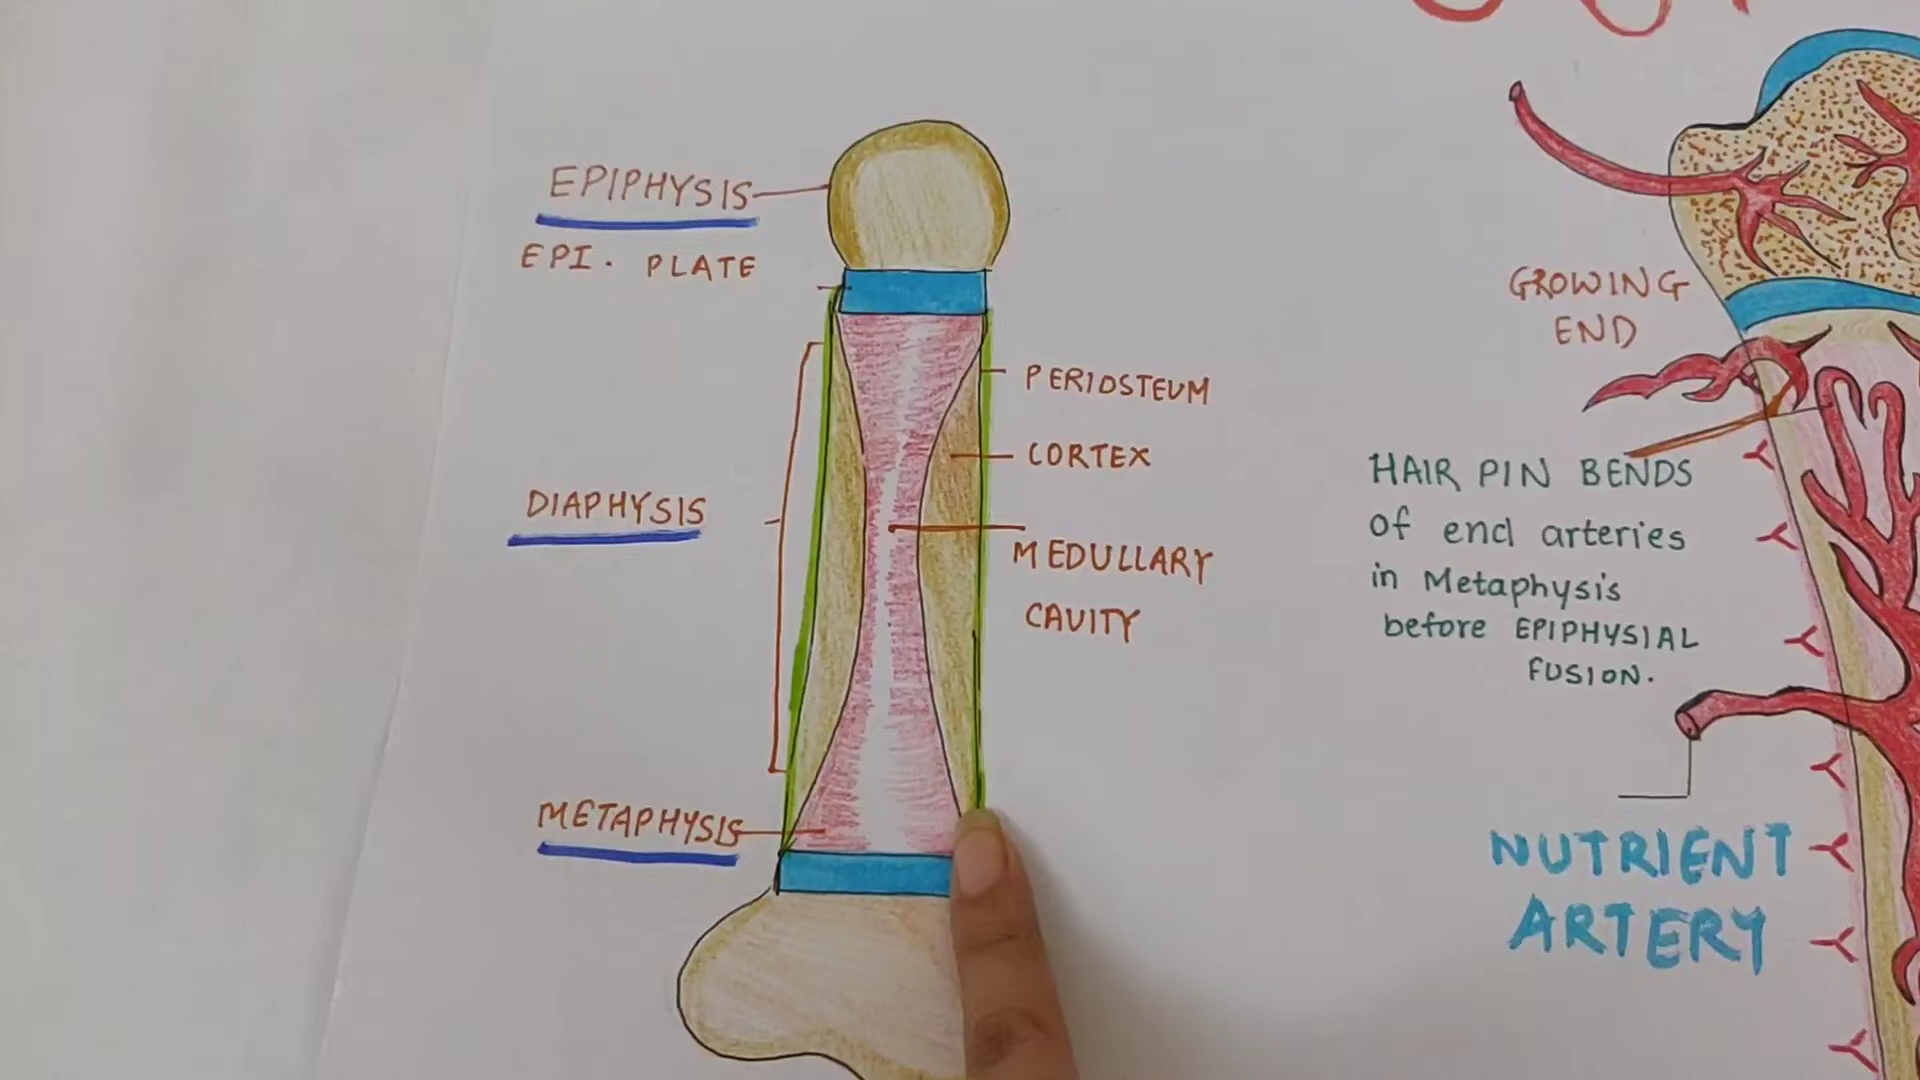 EPIPHYSIS
EPI. PLATE
DIAPHYSIS
METAPHYSIS
PERIOSTEUM
CORTEX
MEDULLARY
CAVITY
GROWING
END
HAIR PIN BENDS
of end arteries
in Metaphysis
before EPIPHYSIAL
FUSION.
NUTRIENT
ARTERY